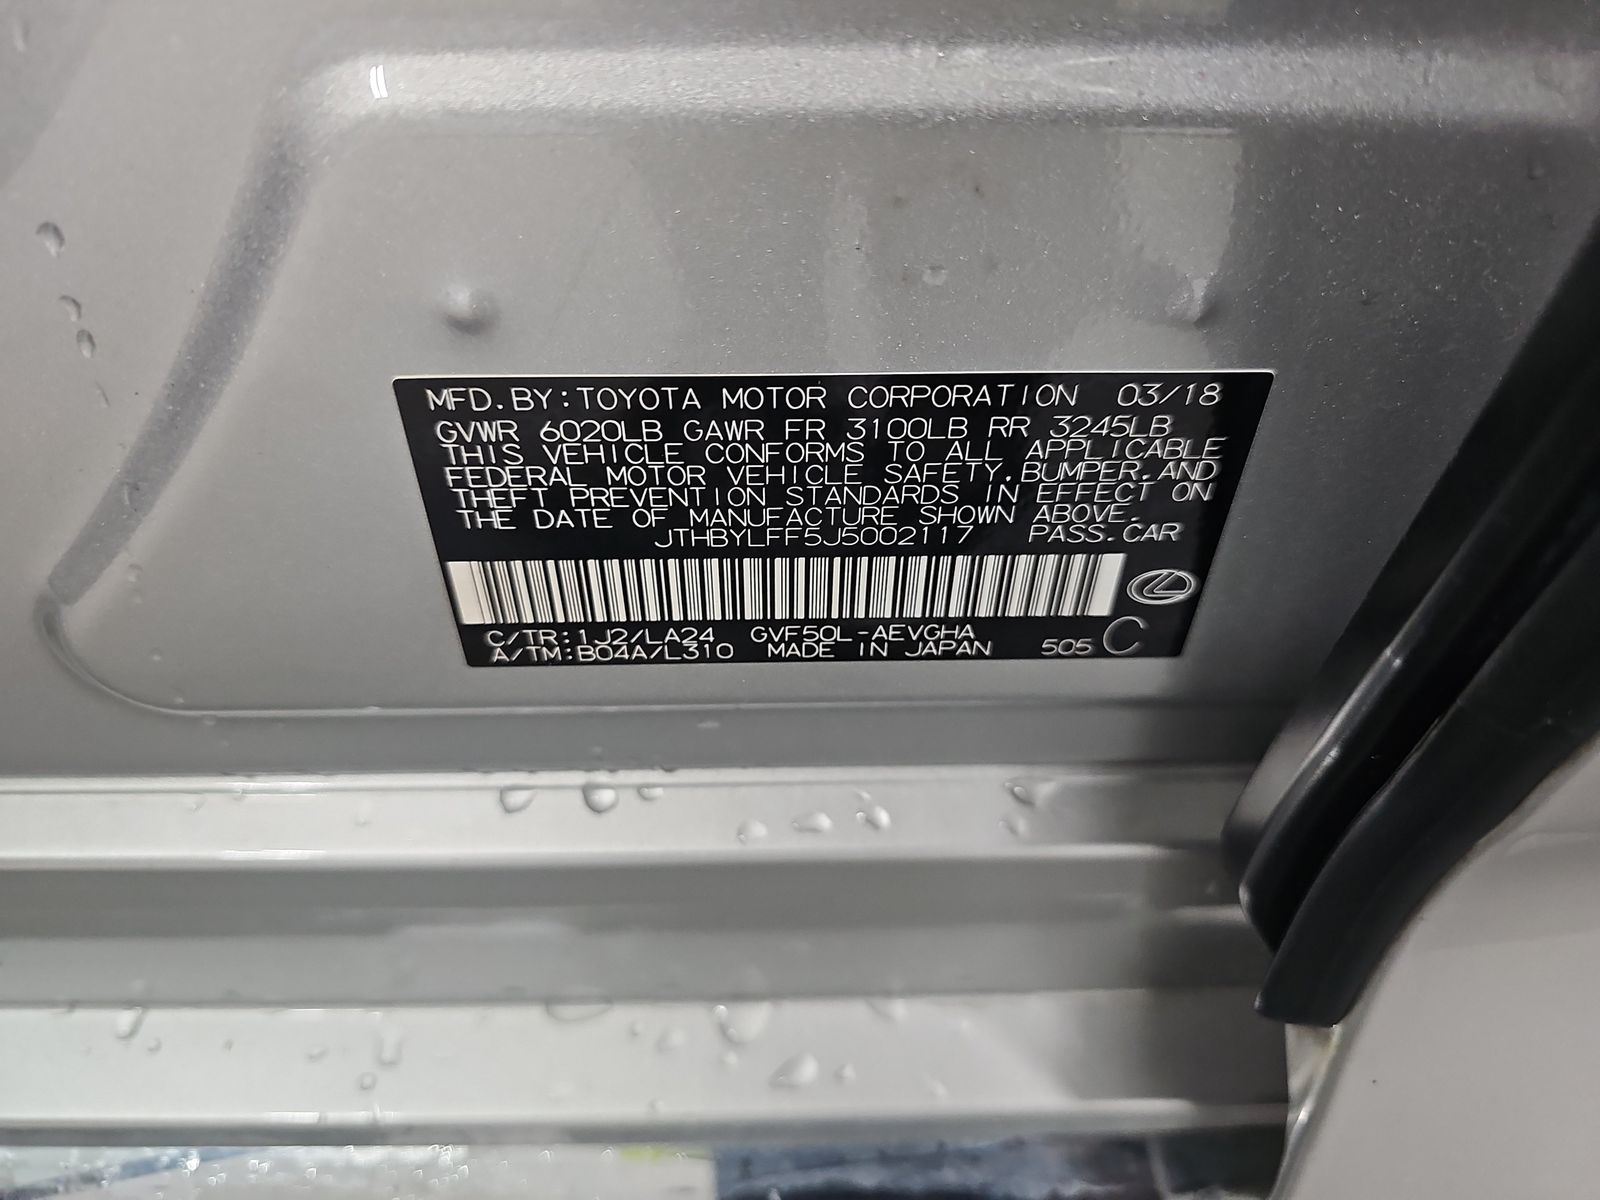 MFD.BY:TOYOTA MOTOR CORPORATION 03/18
GVWR 6020LB GAWR FR 3100LB RR 3245LB
THIS VEHICLE CONFORMS TO ALL APPLICABLE
FEDERAL MOTOR VEHICLE SAFETY,BUMPER,AND
THEFT PREVENTION STANDARDS IN EFFECT ON
THE DATE OF MANUFACTURE SHOWN ABOVE.
JTHBYLFF5J5002117 PASS.CAR
C/TR:1J2/LA24 GVF50L-AEVGHA
A/TM:B04A/L310 MADE IN JAPAN 505 C